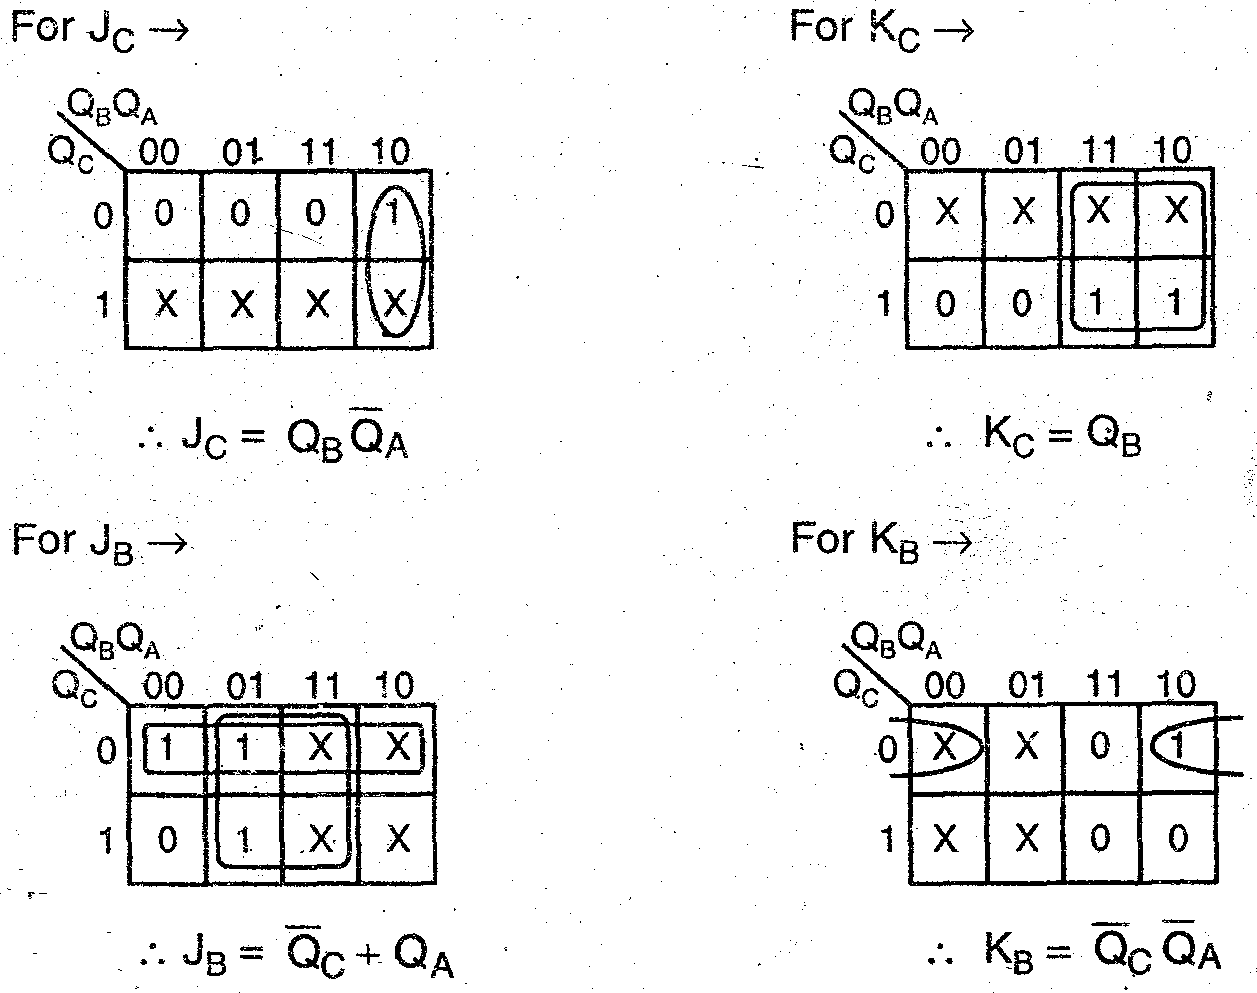 For J_C →
Q_BQ_A
Q_C 00 01 11 10
0 0 0 0 1
1 X X X X
∴ J_C = Q_B Q̅_A
For K_C →
Q_BQ_A
Q_C 00 01 11 10
0 X X X X
1 0 0 1 1
∴ K_C = Q_B
For J_B →
Q_BQ_A
Q_C 00 01 11 10
0 1 1 X X
1 0 1 X X
∴ J_B = Q̅_C + Q_A
For K_B →
Q_BQ_A
Q_C 00 01 11 10
0 X X 0 1
1 X X 0 0
∴ K_B = Q̅_C Q̅_A